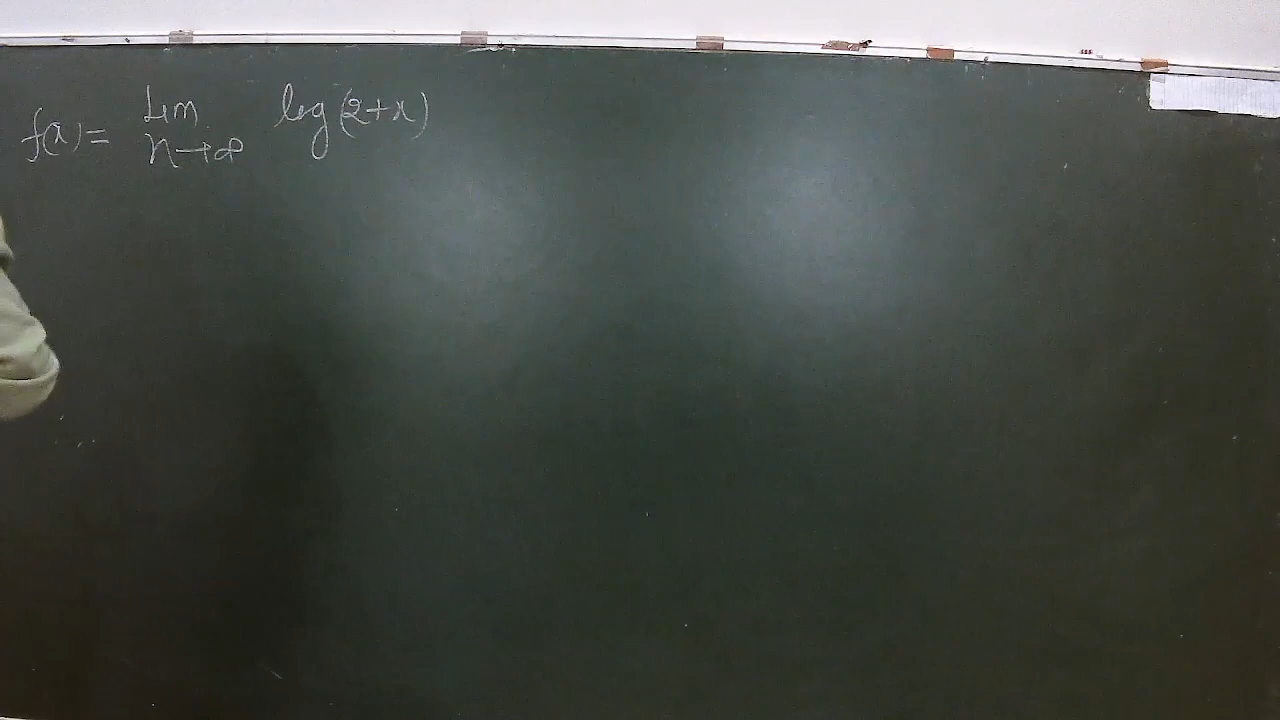 f(x) = Lim n→∞ log(2+x)